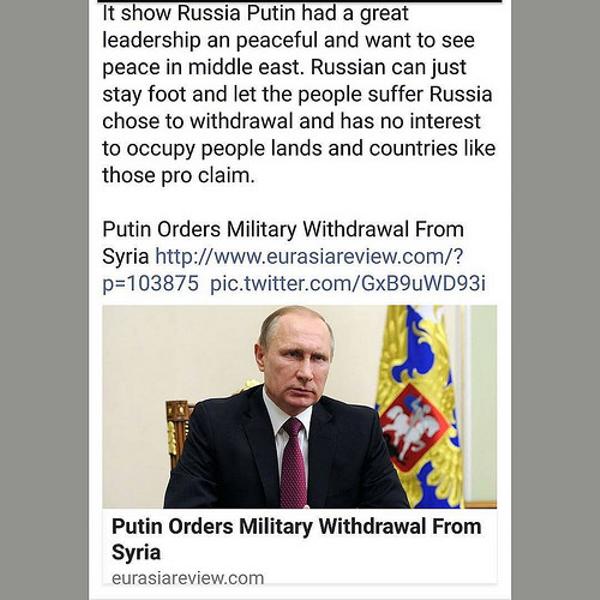 It show Russia Putin had a great
leadership an peaceful and want to see
peace in middle east. Russian can just
stay foot and let the people suffer Russia
chose to withdrawal and has no interest
to occupy people lands and countries like
those pro claim.
Putin Orders Military Withdrawal From
Syria http://www.eurasiareview.com/?
p=103875 pic.twitter.com/GxB9uWD93i
Putin Orders Military Withdrawal From
Syria
eurasiareview.com